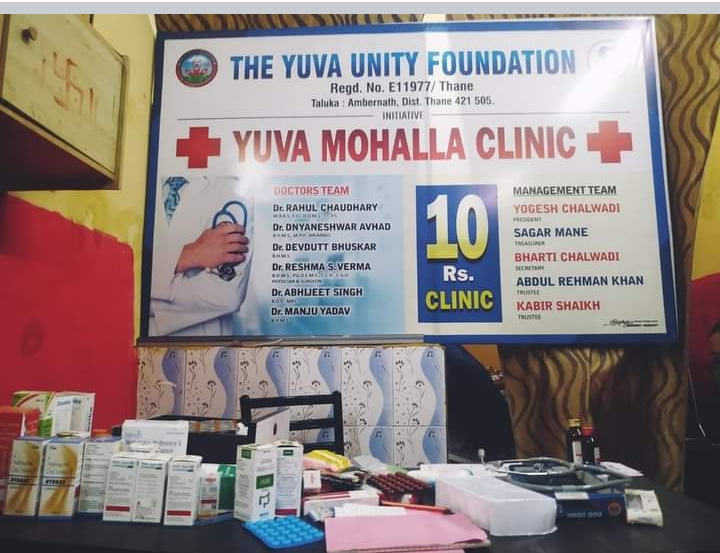 THE YUVA UNITY FOUNDATION
Regd. No. E11977/ Thane
Taluka : Ambernath, Dist. Thane 421 505.
INITIATIVE
YUVA MOHALLA CLINIC
DOCTORS TEAM
Dr. RAHUL CHAUDHARY
Dr. DNYANESHWAR AVHAD
Dr. DEVDUTT BHUSKAR
B.H.M.S
Dr. RESHMA S.VERMA
PHYSICIAN & SURGEON
Dr. ABHIJEET SINGH
Dr. MANJU YADAV
B.H.M.S
10
Rs.
CLINIC
MANAGEMENT TEAM
YOGESH CHALWADI
PRESIDENT
SAGAR MANE
TREASURER
BHARTI CHALWADI
SECRETARY
ABDUL REHMAN KHAN
TRUSTEE
KABIR SHAIKH
TRUSTEE